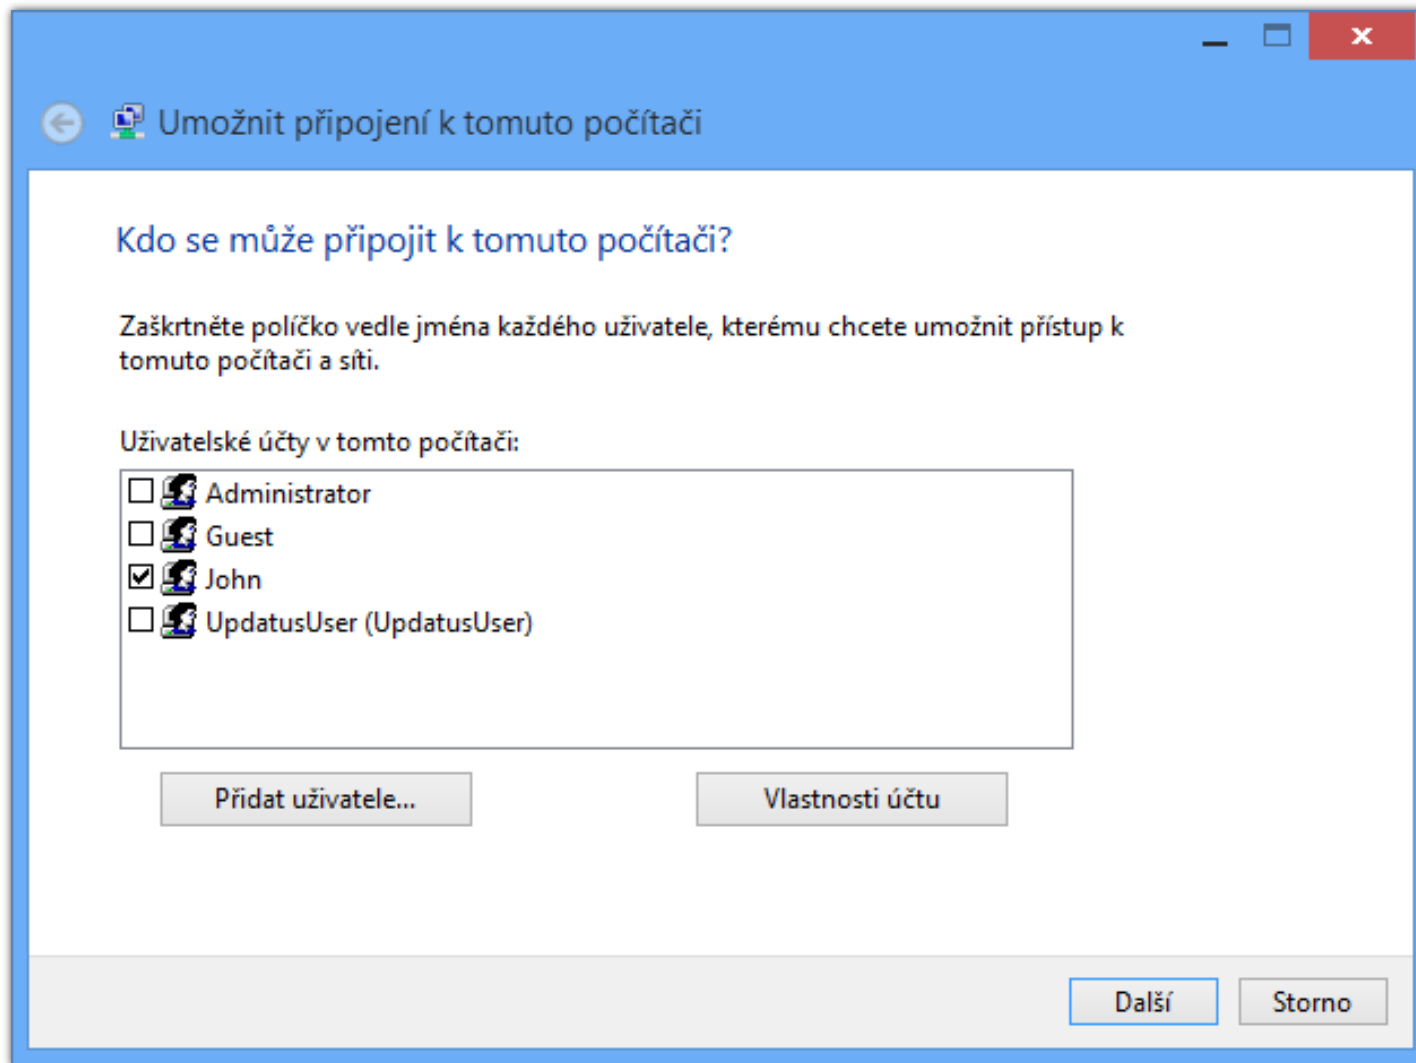 Umožnit připojení k tomuto počítači
Kdo se může připojit k tomuto počítači?
Zaškrtněte políčko vedle jména každého uživatele, kterému chcete umožnit přístup k
tomuto počítači a síti.
Uživatelské účty v tomto počítači:
Administrator
Guest
John
UpdatusUser (UpdatusUser)
Přidat uživatele...
Vlastnosti účtu
Další
Storno